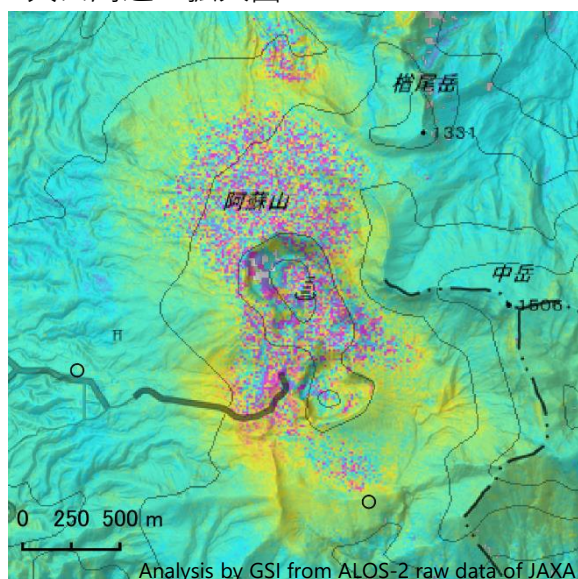 楢尾岳
1331
阿蘇山
中岳
1506
H
0 250 500 m
Analysis by GSI from ALOS-2 raw data of JAXA